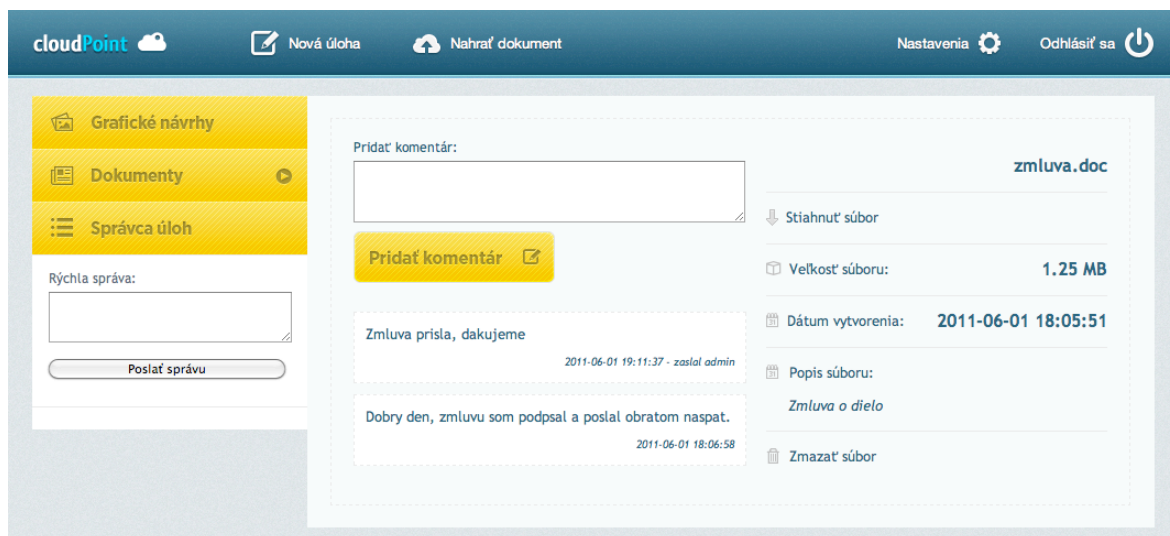 cloudPoint
Nová úloha
Nahrať dokument
Nastavenia
Odhlásiť sa
Grafické návrhy
Dokumenty
Správca úloh
Rýchla správa:
Poslať správu
Pridať komentár:
Pridať komentár
Zmluva prisla, dakujeme
2011-06-01 19:11:37 - zaslal admin
Dobry den, zmluvu som podpsal a poslal obratom naspat.
2011-06-01 18:06:58
zmluva.doc
Stiahnuť súbor
Veľkosť súboru: 1.25 MB
Dátum vytvorenia: 2011-06-01 18:05:51
Popis súboru:
Zmluva o dielo
Zmazať súbor